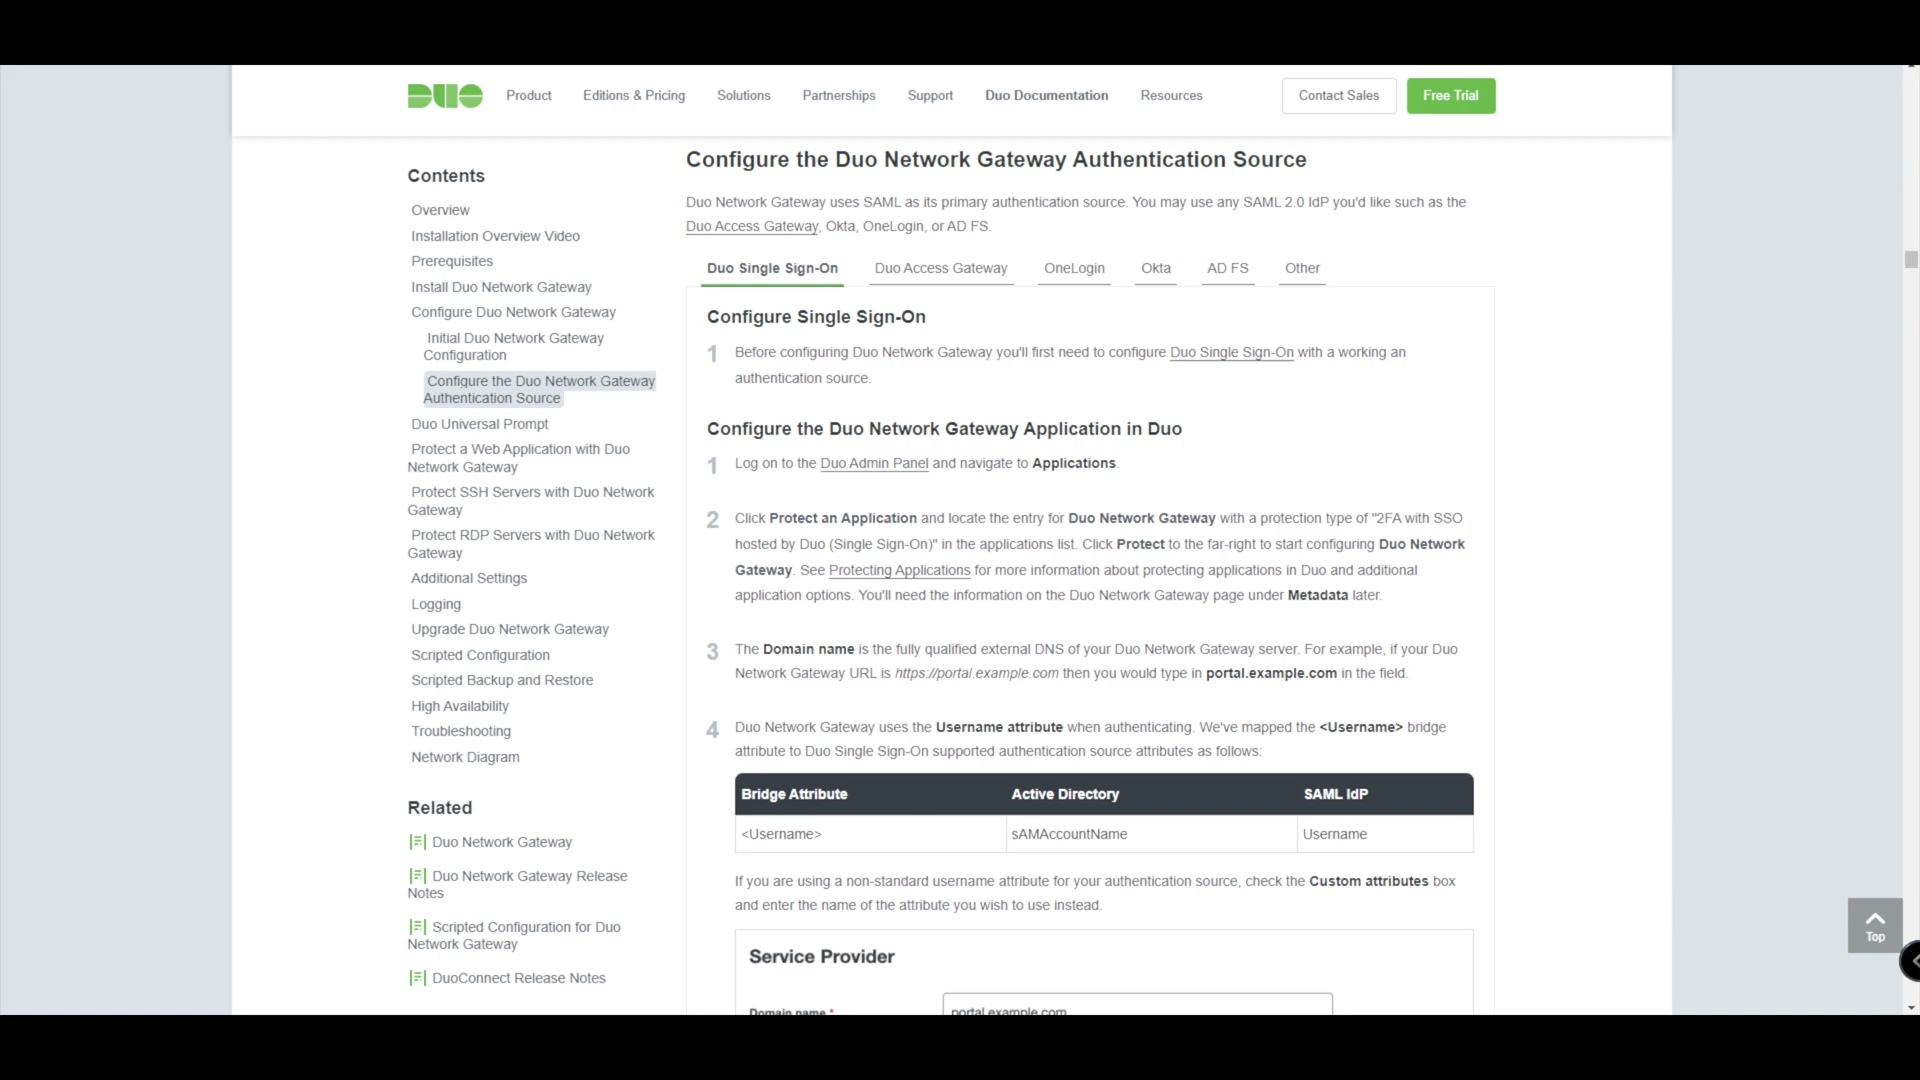 DUO Product Editions & Pricing Solutions Partnerships Support Duo Documentation Resources Contact Sales Free Trial
Contents
Overview
Installation Overview Video
Prerequisites
Install Duo Network Gateway
Configure Duo Network Gateway
Initial Duo Network Gateway
Configuration
Configure the Duo Network Gateway
Authentication Source
Duo Universal Prompt
Protect a Web Application with Duo
Network Gateway
Protect SSH Servers with Duo Network
Gateway
Protect RDP Servers with Duo Network
Gateway
Additional Settings
Logging
Upgrade Duo Network Gateway
Scripted Configuration
Scripted Backup and Restore
High Availability
Troubleshooting
Network Diagram
Related
Duo Network Gateway
Duo Network Gateway Release
Notes
Scripted Configuration for Duo
Network Gateway
DuoConnect Release Notes
Configure the Duo Network Gateway Authentication Source
Duo Network Gateway uses SAML as its primary authentication source. You may use any SAML 2.0 IdP you'd like such as the
Duo Access Gateway, Okta, OneLogin, or AD FS.
Duo Single Sign-On Duo Access Gateway OneLogin Okta AD FS Other
Configure Single Sign-On
1 Before configuring Duo Network Gateway you'll first need to configure Duo Single Sign-On with a working an
authentication source.
Configure the Duo Network Gateway Application in Duo
1 Log on to the Duo Admin Panel and navigate to Applications.
2 Click Protect an Application and locate the entry for Duo Network Gateway with a protection type of "2FA with SSO
hosted by Duo (Single Sign-On)" in the applications list. Click Protect to the far-right to start configuring Duo Network
Gateway. See Protecting Applications for more information about protecting applications in Duo and additional
application options. You'll need the information on the Duo Network Gateway page under Metadata later.
3 The Domain name is the fully qualified external DNS of your Duo Network Gateway server. For example, if your Duo
Network Gateway URL is https://portal.example.com then you would type in portal.example.com in the field.
4 Duo Network Gateway uses the Username attribute when authenticating. We've mapped the <Username> bridge
attribute to Duo Single Sign-On supported authentication source attributes as follows:
Bridge Attribute Active Directory SAML IdP
<Username> sAMAccountName Username
If you are using a non-standard username attribute for your authentication source, check the Custom attributes box
and enter the name of the attribute you wish to use instead.
Service Provider
Domain name * portal.example.com
Top